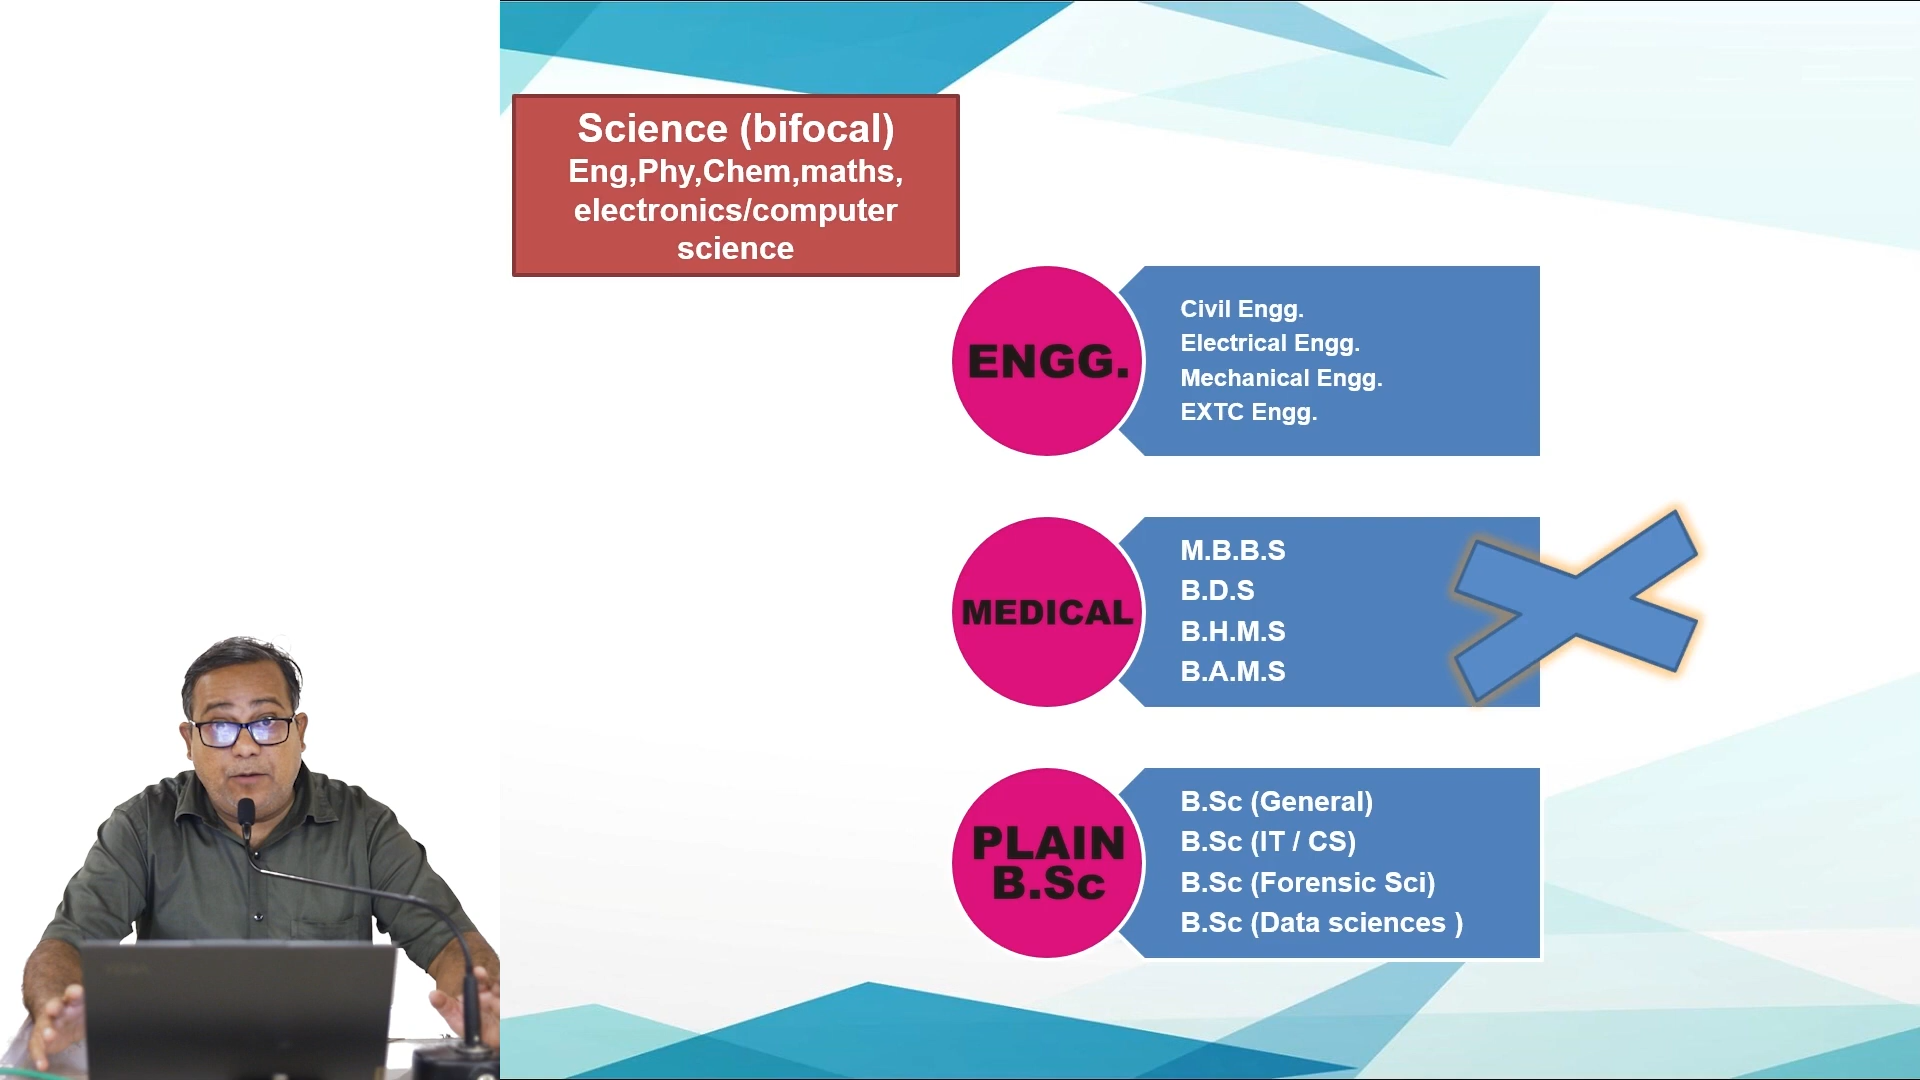 Science (bifocal)
Eng,Phy,Chem,maths,
electronics/computer
science
ENGG.
Civil Engg.
Electrical Engg.
Mechanical Engg.
EXTC Engg.
MEDICAL
M.B.B.S
B.D.S
B.H.M.S
B.A.M.S
PLAIN
B.Sc
B.Sc (General)
B.Sc (IT / CS)
B.Sc (Forensic Sci)
B.Sc (Data sciences )